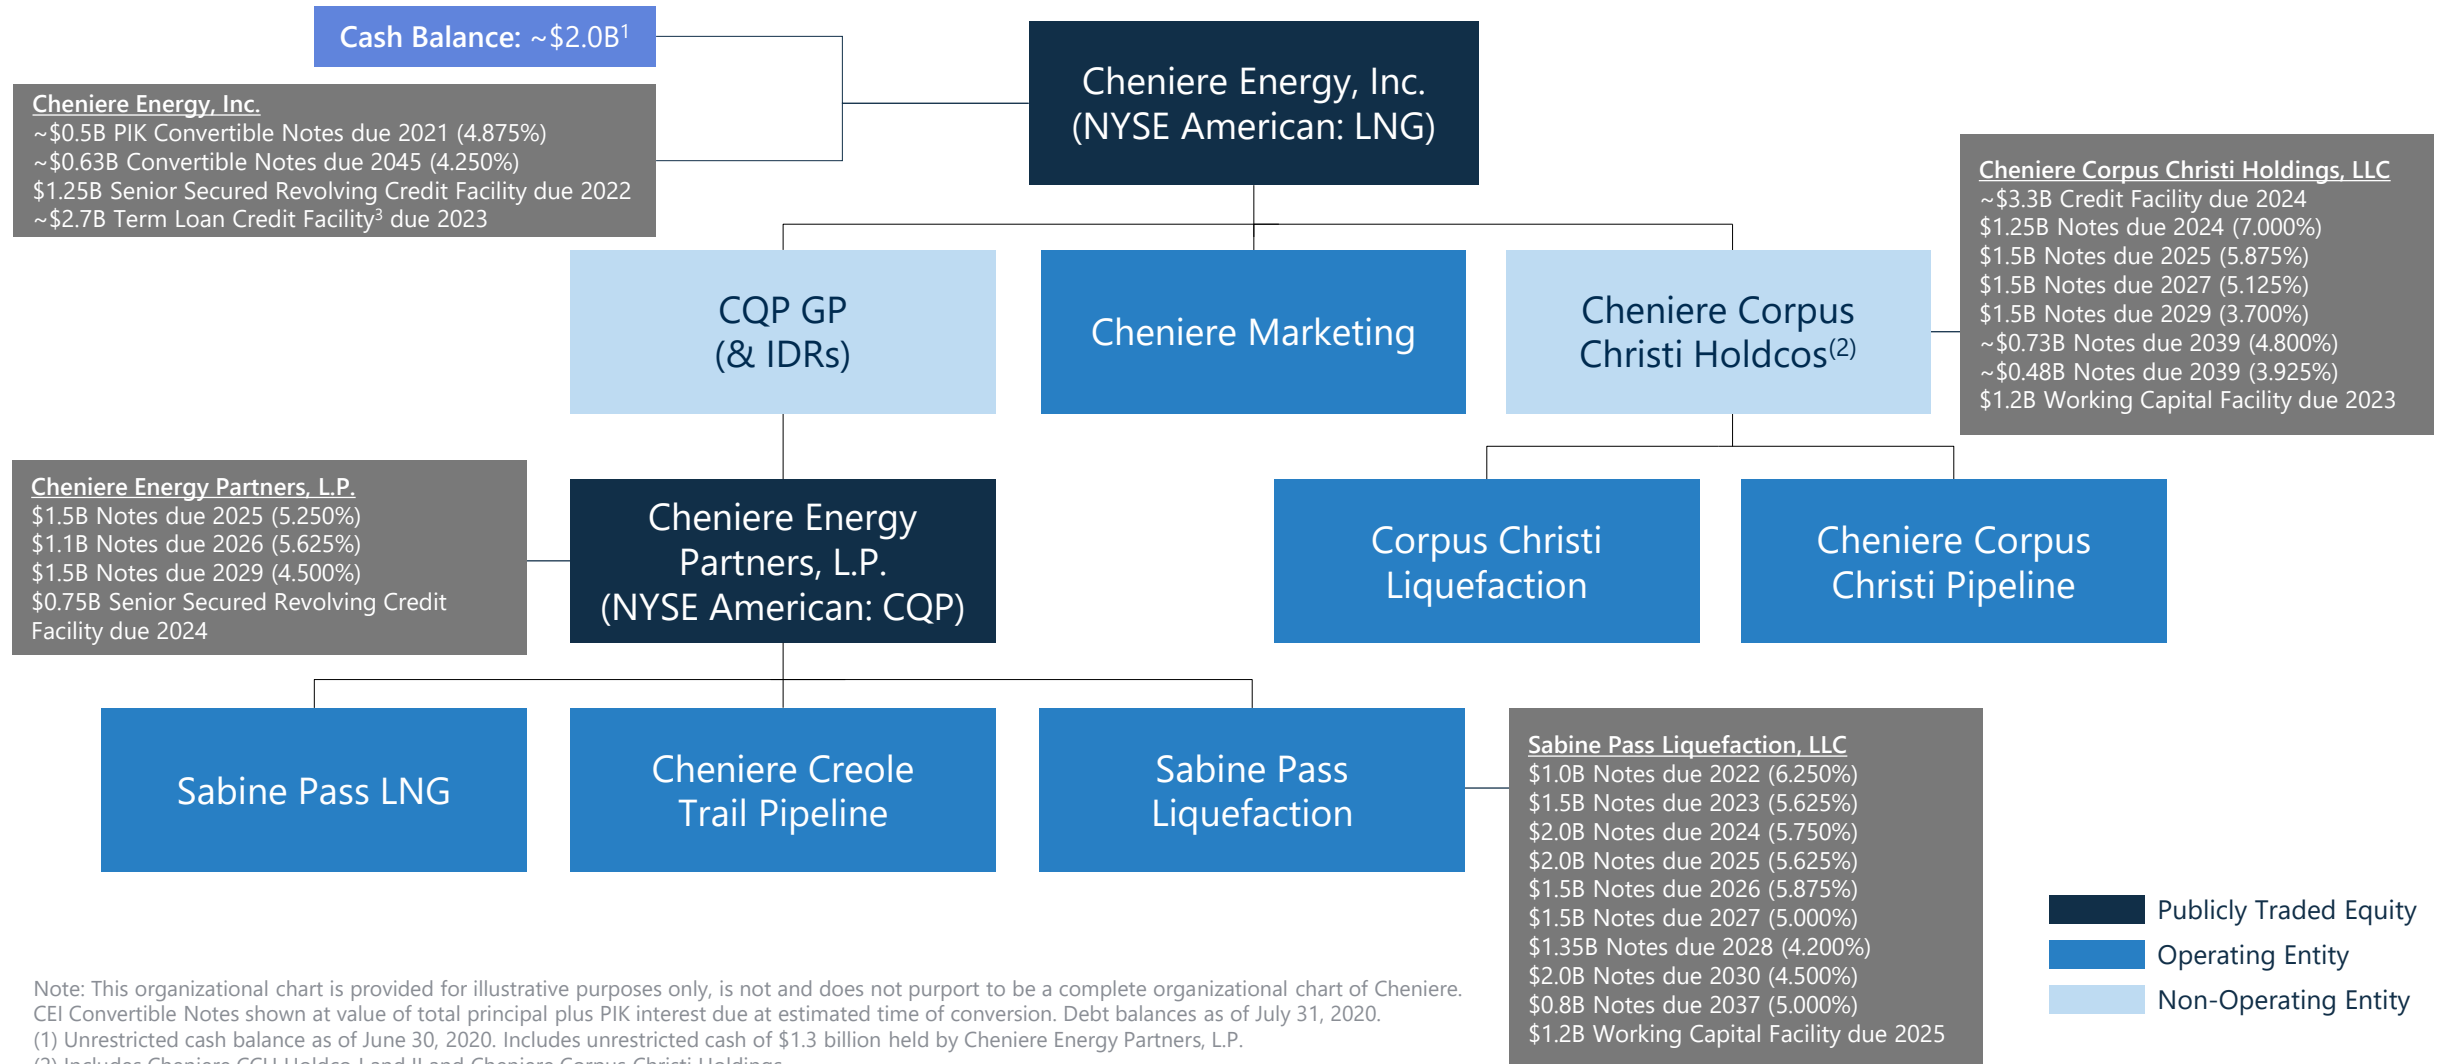 Cash Balance: ~$2.0B¹
Cheniere Energy, Inc.
(NYSE American: LNG)
Cheniere Energy, Inc.
~$0.5B PIK Convertible Notes due 2021 (4.875%)
~$0.63B Convertible Notes due 2045 (4.250%)
$1.25B Senior Secured Revolving Credit Facility due 2022
~$2.7B Term Loan Credit Facility³ due 2023
Cheniere Corpus Christi Holdings, LLC
~$3.3B Credit Facility due 2024
$1.25B Notes due 2024 (7.000%)
$1.5B Notes due 2025 (5.875%)
$1.5B Notes due 2027 (5.125%)
$1.5B Notes due 2029 (3.700%)
~$0.73B Notes due 2039 (4.800%)
~$0.48B Notes due 2039 (3.925%)
$1.2B Working Capital Facility due 2023
CQP GP
(& IDRs)
Cheniere Marketing
Cheniere Corpus
Christi Holdcos⁽²⁾
Cheniere Energy Partners, L.P.
$1.5B Notes due 2025 (5.250%)
$1.1B Notes due 2026 (5.625%)
$1.5B Notes due 2029 (4.500%)
$0.75B Senior Secured Revolving Credit
Facility due 2024
Cheniere Energy
Partners, L.P.
(NYSE American: CQP)
Corpus Christi
Liquefaction
Cheniere Corpus
Christi Pipeline
Sabine Pass LNG
Cheniere Creole
Trail Pipeline
Sabine Pass
Liquefaction
Sabine Pass Liquefaction, LLC
$1.0B Notes due 2022 (6.250%)
$1.5B Notes due 2023 (5.625%)
$2.0B Notes due 2024 (5.750%)
$2.0B Notes due 2025 (5.625%)
$1.5B Notes due 2026 (5.875%)
$1.5B Notes due 2027 (5.000%)
$1.35B Notes due 2028 (4.200%)
$2.0B Notes due 2030 (4.500%)
$0.8B Notes due 2037 (5.000%)
$1.2B Working Capital Facility due 2025
Publicly Traded Equity
Operating Entity
Non-Operating Entity
Note: This organizational chart is provided for illustrative purposes only, is not and does not purport to be a complete organizational chart of Cheniere.
CEI Convertible Notes shown at value of total principal plus PIK interest due at estimated time of conversion. Debt balances as of July 31, 2020.
(1) Unrestricted cash balance as of June 30, 2020. Includes unrestricted cash of $1.3 billion held by Cheniere Energy Partners, L.P.
(2) Includes Cheniere CCH Holdco I and II and Cheniere Corpus Christi Holdings